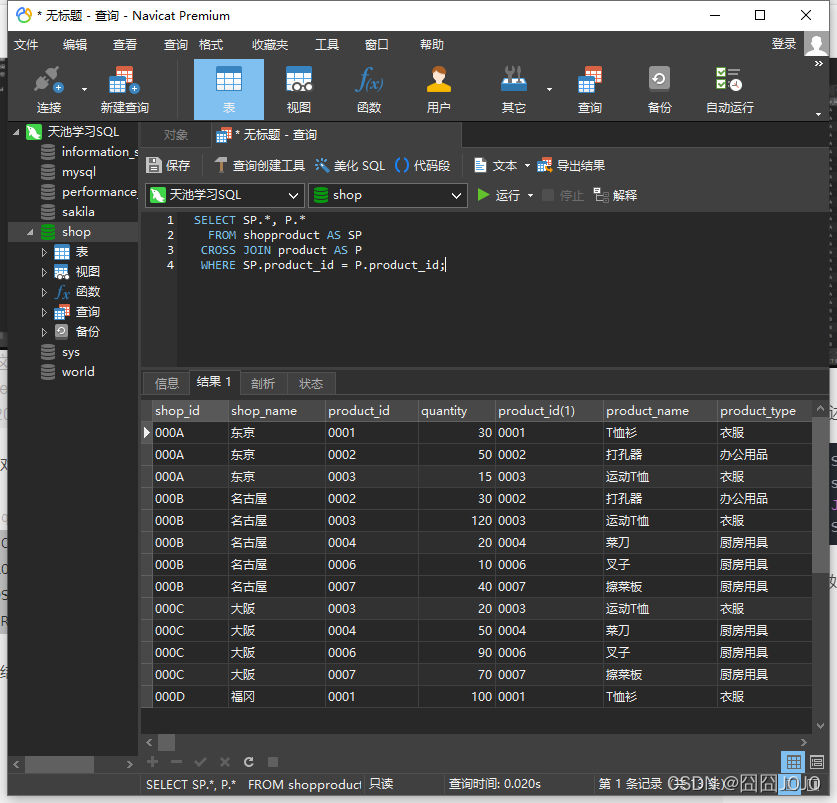 * 无标题 - 查询 - Navicat Premium
文件 编辑 查看 查询 格式 收藏夹 工具 窗口 帮助 登录
连接 新建查询 表 视图 函数 用户 其它 查询 备份 自动运行
天池学习SQL
information_s
mysql
performance_
sakila
shop
表
视图
函数
查询
备份
sys
world
对象 * 无标题 - 查询
保存 查询创建工具 美化 SQL 代码段 文本 导出结果
天池学习SQL shop 运行 停止 解释
1 SELECT SP.*, P.*
2 FROM shopproduct AS SP
3 CROSS JOIN product AS P
4 WHERE SP.product_id = P.product_id;
信息 结果 1 剖析 状态
shop_id shop_name product_id quantity product_id(1) product_name product_type
000A 东京 0001 30 0001 T恤衫 衣服
000A 东京 0002 50 0002 打孔器 办公用品
000A 东京 0003 15 0003 运动T恤 衣服
000B 名古屋 0002 30 0002 打孔器 办公用品
000B 名古屋 0003 120 0003 运动T恤 衣服
000B 名古屋 0004 20 0004 菜刀 厨房用具
000B 名古屋 0006 10 0006 叉子 厨房用具
000B 名古屋 0007 40 0007 擦菜板 厨房用具
000C 大阪 0003 20 0003 运动T恤 衣服
000C 大阪 0004 50 0004 菜刀 厨房用具
000C 大阪 0006 90 0006 叉子 厨房用具
000C 大阪 0007 70 0007 擦菜板 厨房用具
000D 福冈 0001 100 0001 T恤衫 衣服
SELECT SP.*, P.* FROM shopproduct 只读 查询时间: 0.020s 第 1 条记录
CSDN @囧囧JOJO